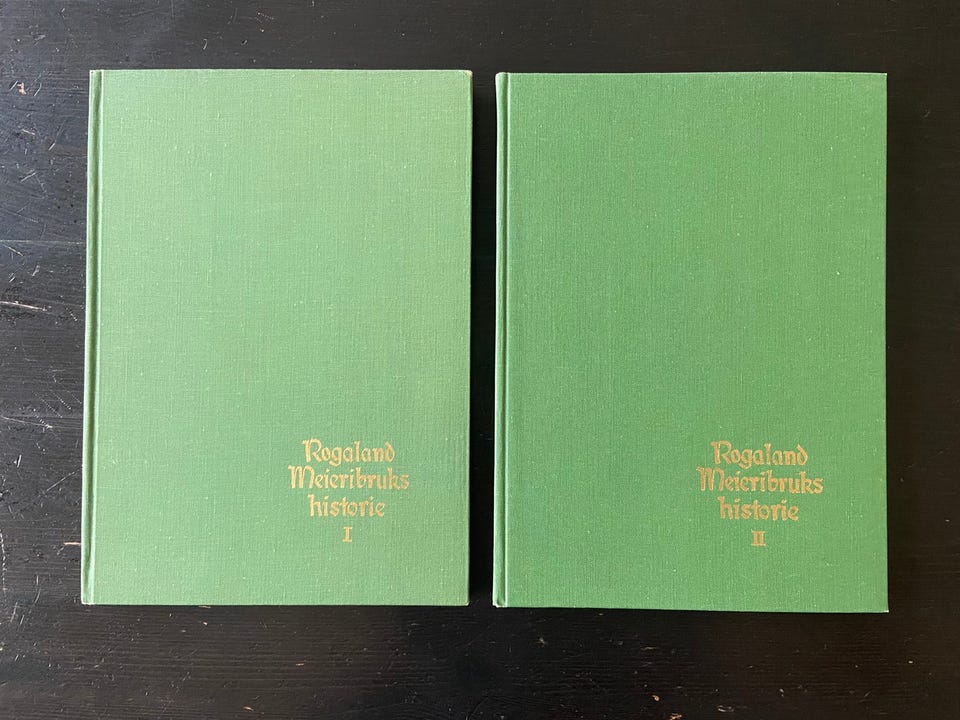 Rogaland
Meieribruks
historie
I
Rogaland
Meieribruks
historie
II